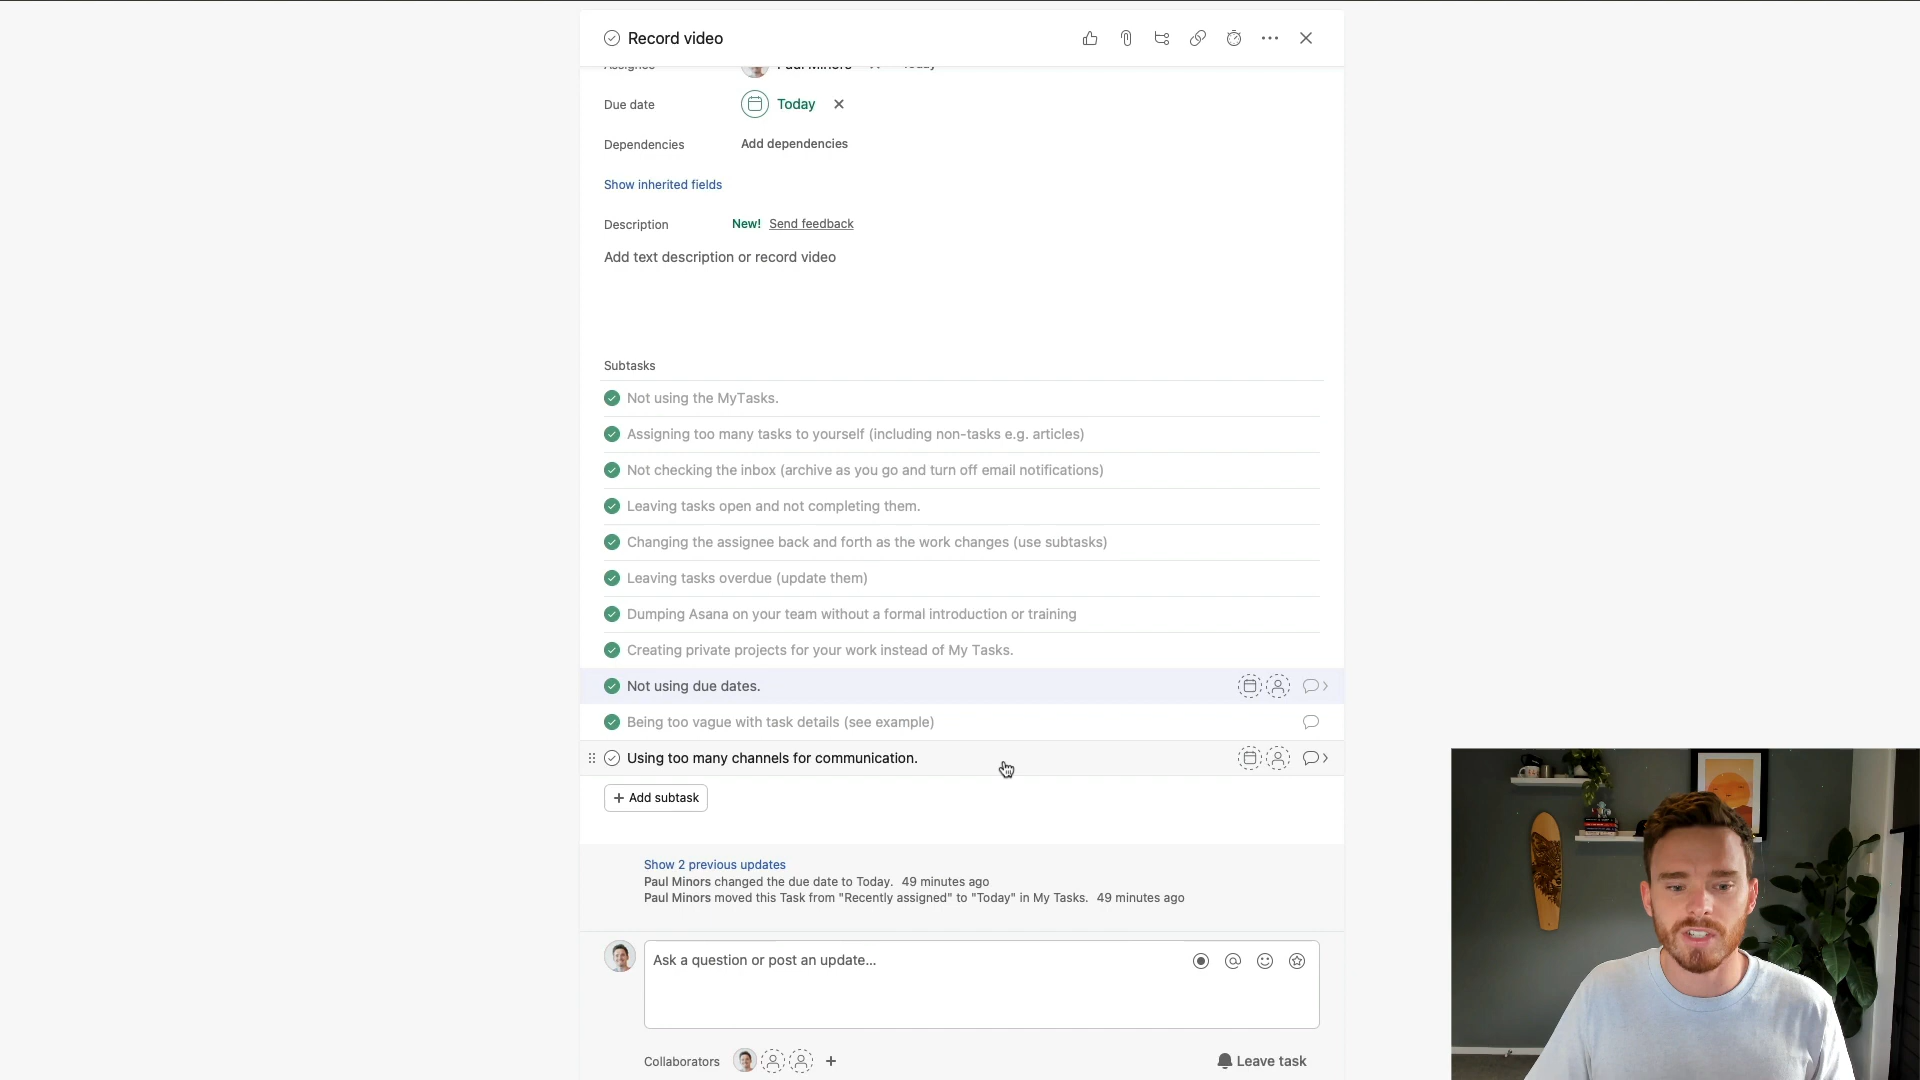 Record video
Assignee Paul Minors Today
Due date Today
Dependencies Add dependencies
Show inherited fields
Description New! Send feedback
Add text description or record video
Subtasks
Not using the MyTasks.
Assigning too many tasks to yourself (including non-tasks e.g. articles)
Not checking the inbox (archive as you go and turn off email notifications)
Leaving tasks open and not completing them.
Changing the assignee back and forth as the work changes (use subtasks)
Leaving tasks overdue (update them)
Dumping Asana on your team without a formal introduction or training
Creating private projects for your work instead of My Tasks.
Not using due dates.
Being too vague with task details (see example)
Using too many channels for communication.
+ Add subtask
Show 2 previous updates
Paul Minors changed the due date to Today. 49 minutes ago
Paul Minors moved this Task from "Recently assigned" to "Today" in My Tasks. 49 minutes ago
Ask a question or post an update...
Collaborators
Leave task